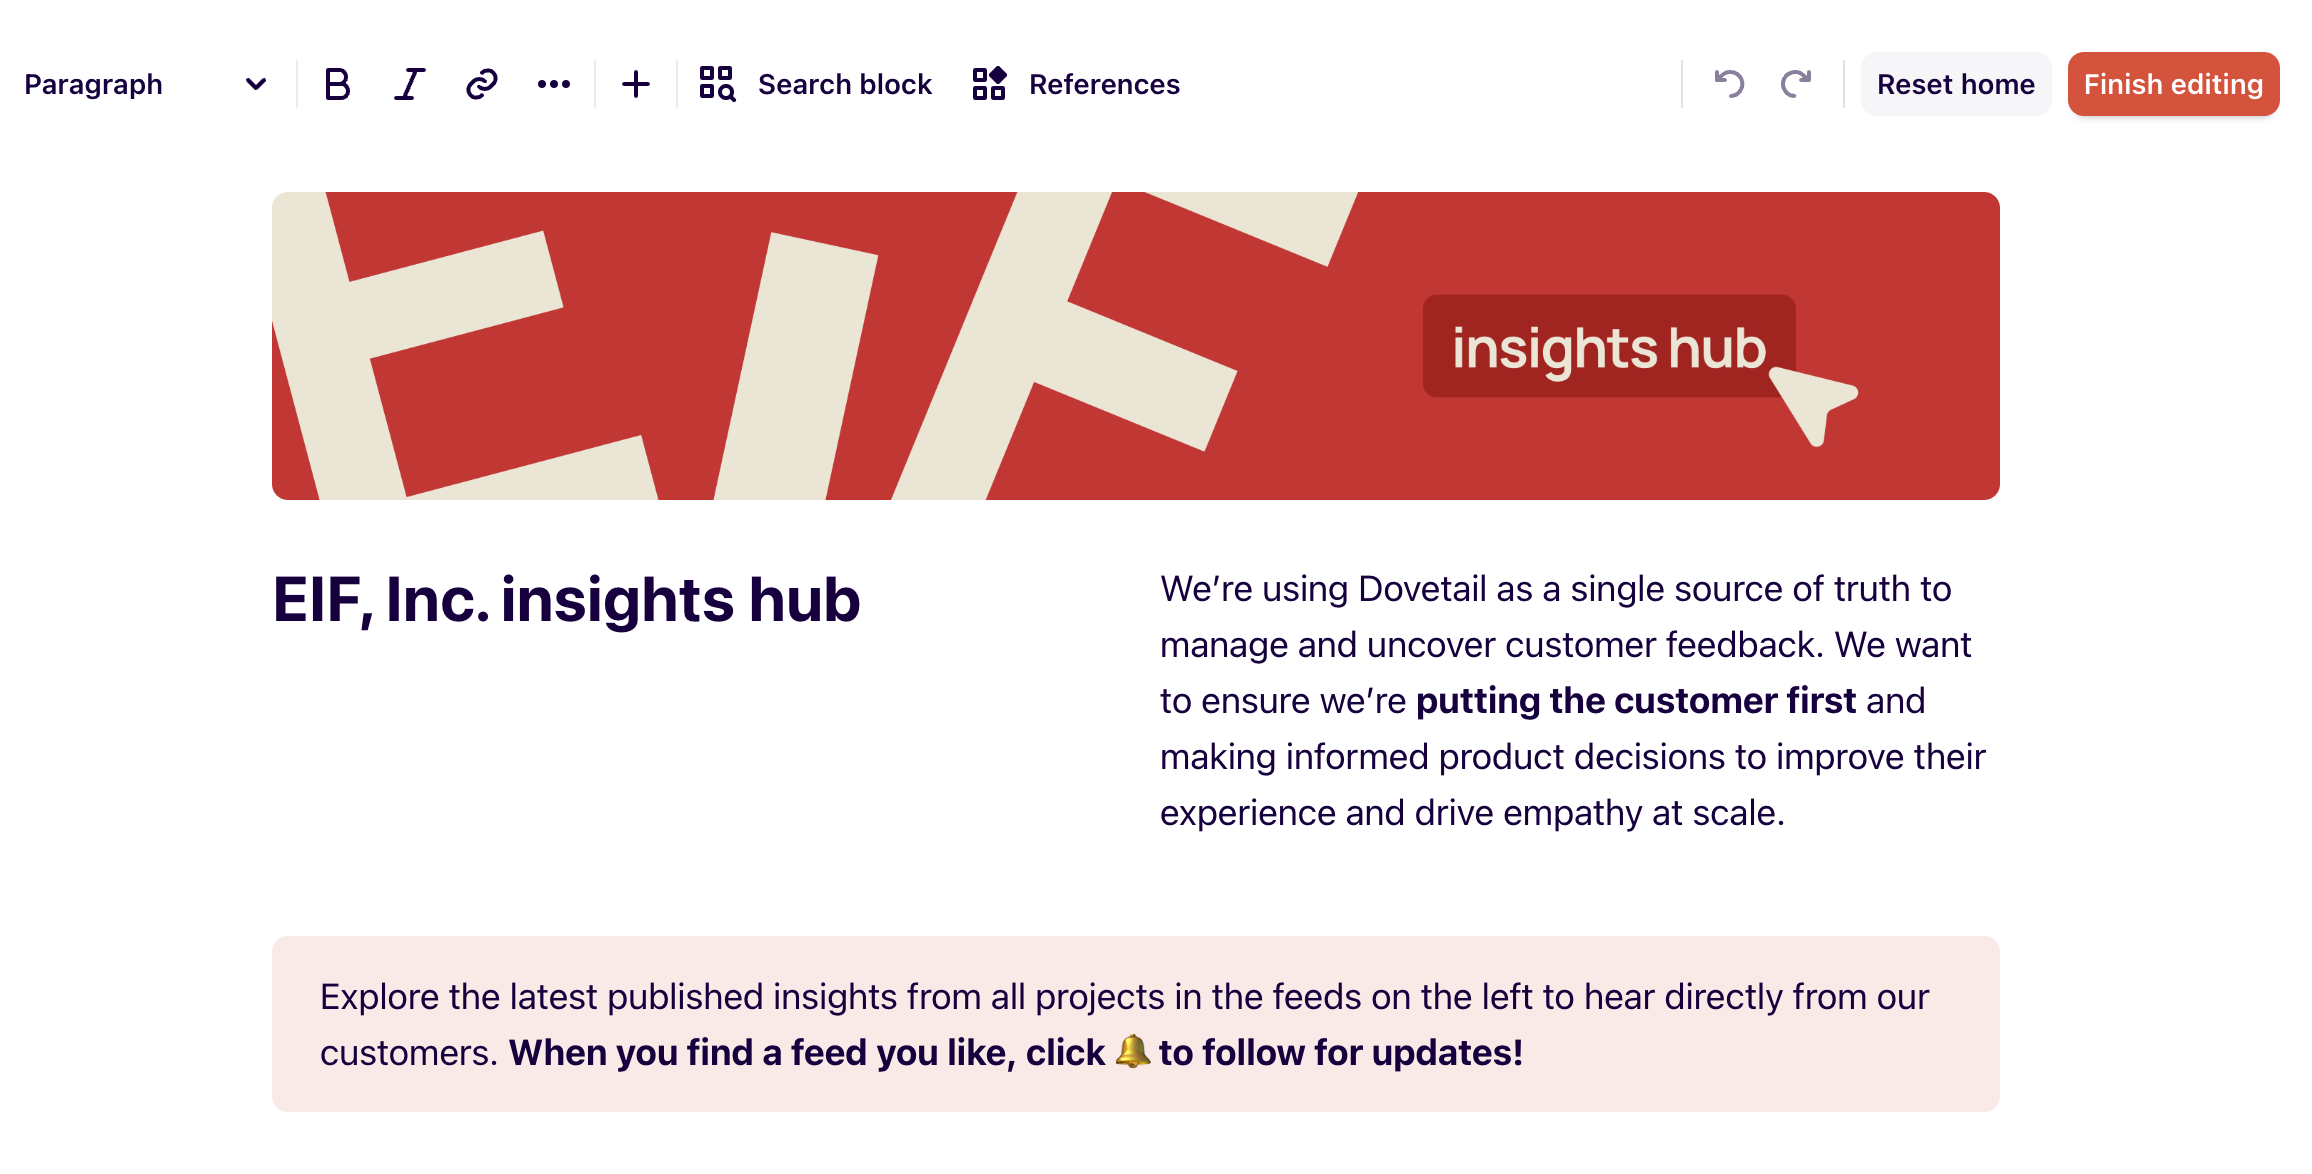 Paragraph
Search block
References
Reset home
Finish editing
EIF
insights hub
EIF, Inc. insights hub
We’re using Dovetail as a single source of truth to
manage and uncover customer feedback. We want
to ensure we’re putting the customer first and
making informed product decisions to improve their
experience and drive empathy at scale.
Explore the latest published insights from all projects in the feeds on the left to hear directly from our
customers. When you find a feed you like, click 🔔 to follow for updates!